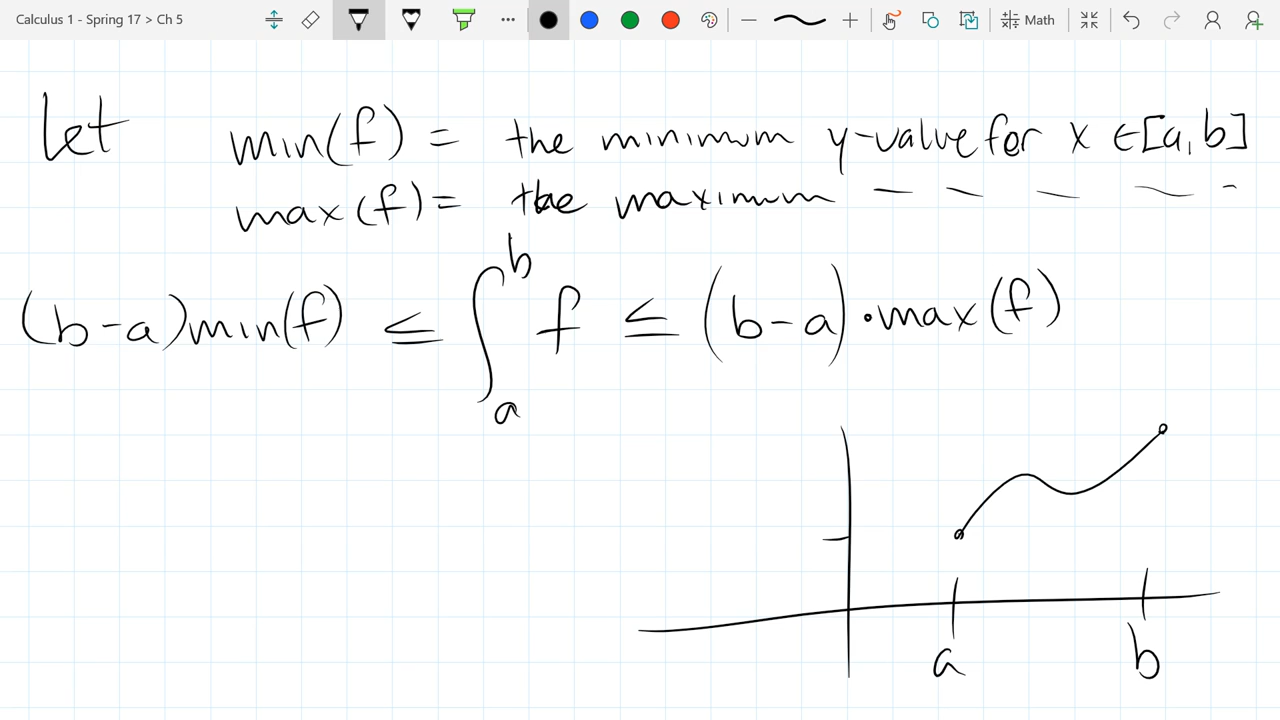 Calculus 1 - Spring 17 > Ch 5
Math
Let min(f) = the minimum y-value for x ∈ [a,b]
max(f) = the maximum — — — — -
(b-a)min(f) ≤ ∫_a^b f ≤ (b-a)·max(f)
a b